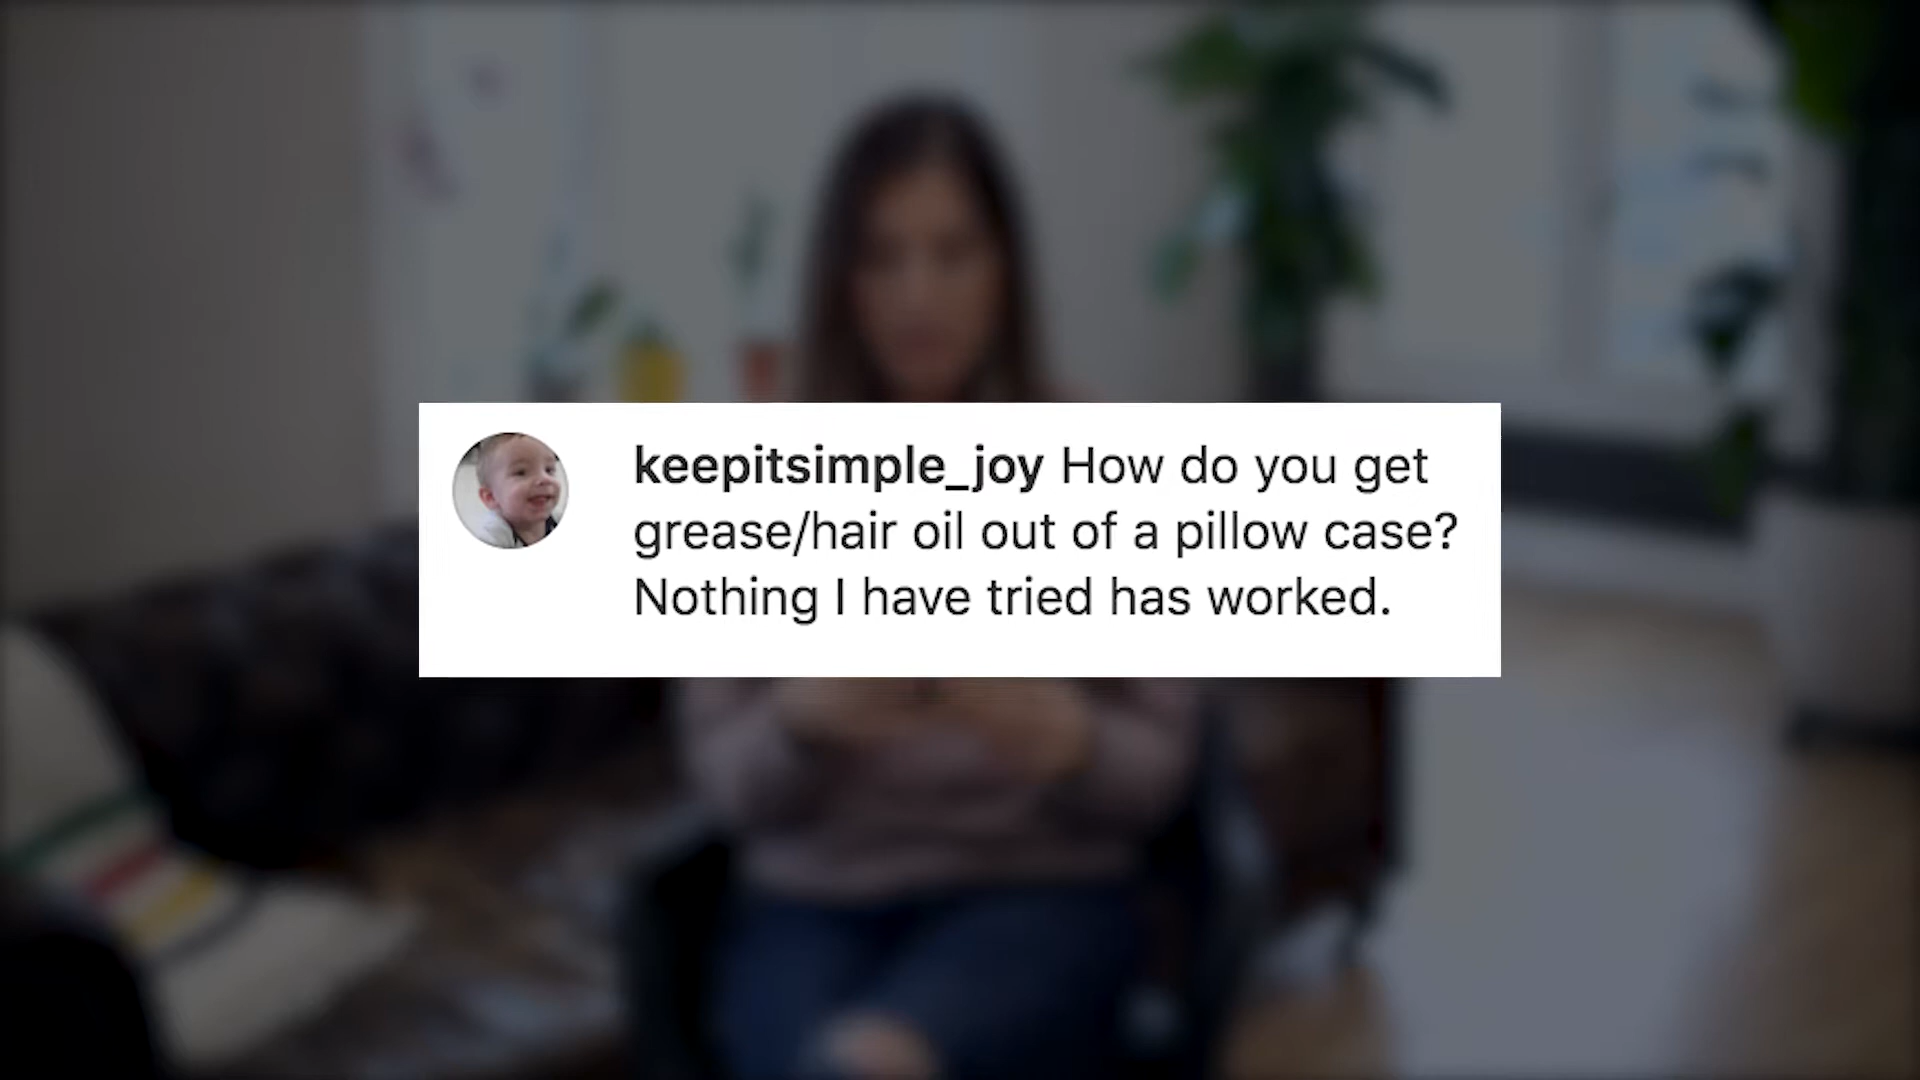 keepitsimple_joy How do you get
grease/hair oil out of a pillow case?
Nothing I have tried has worked.